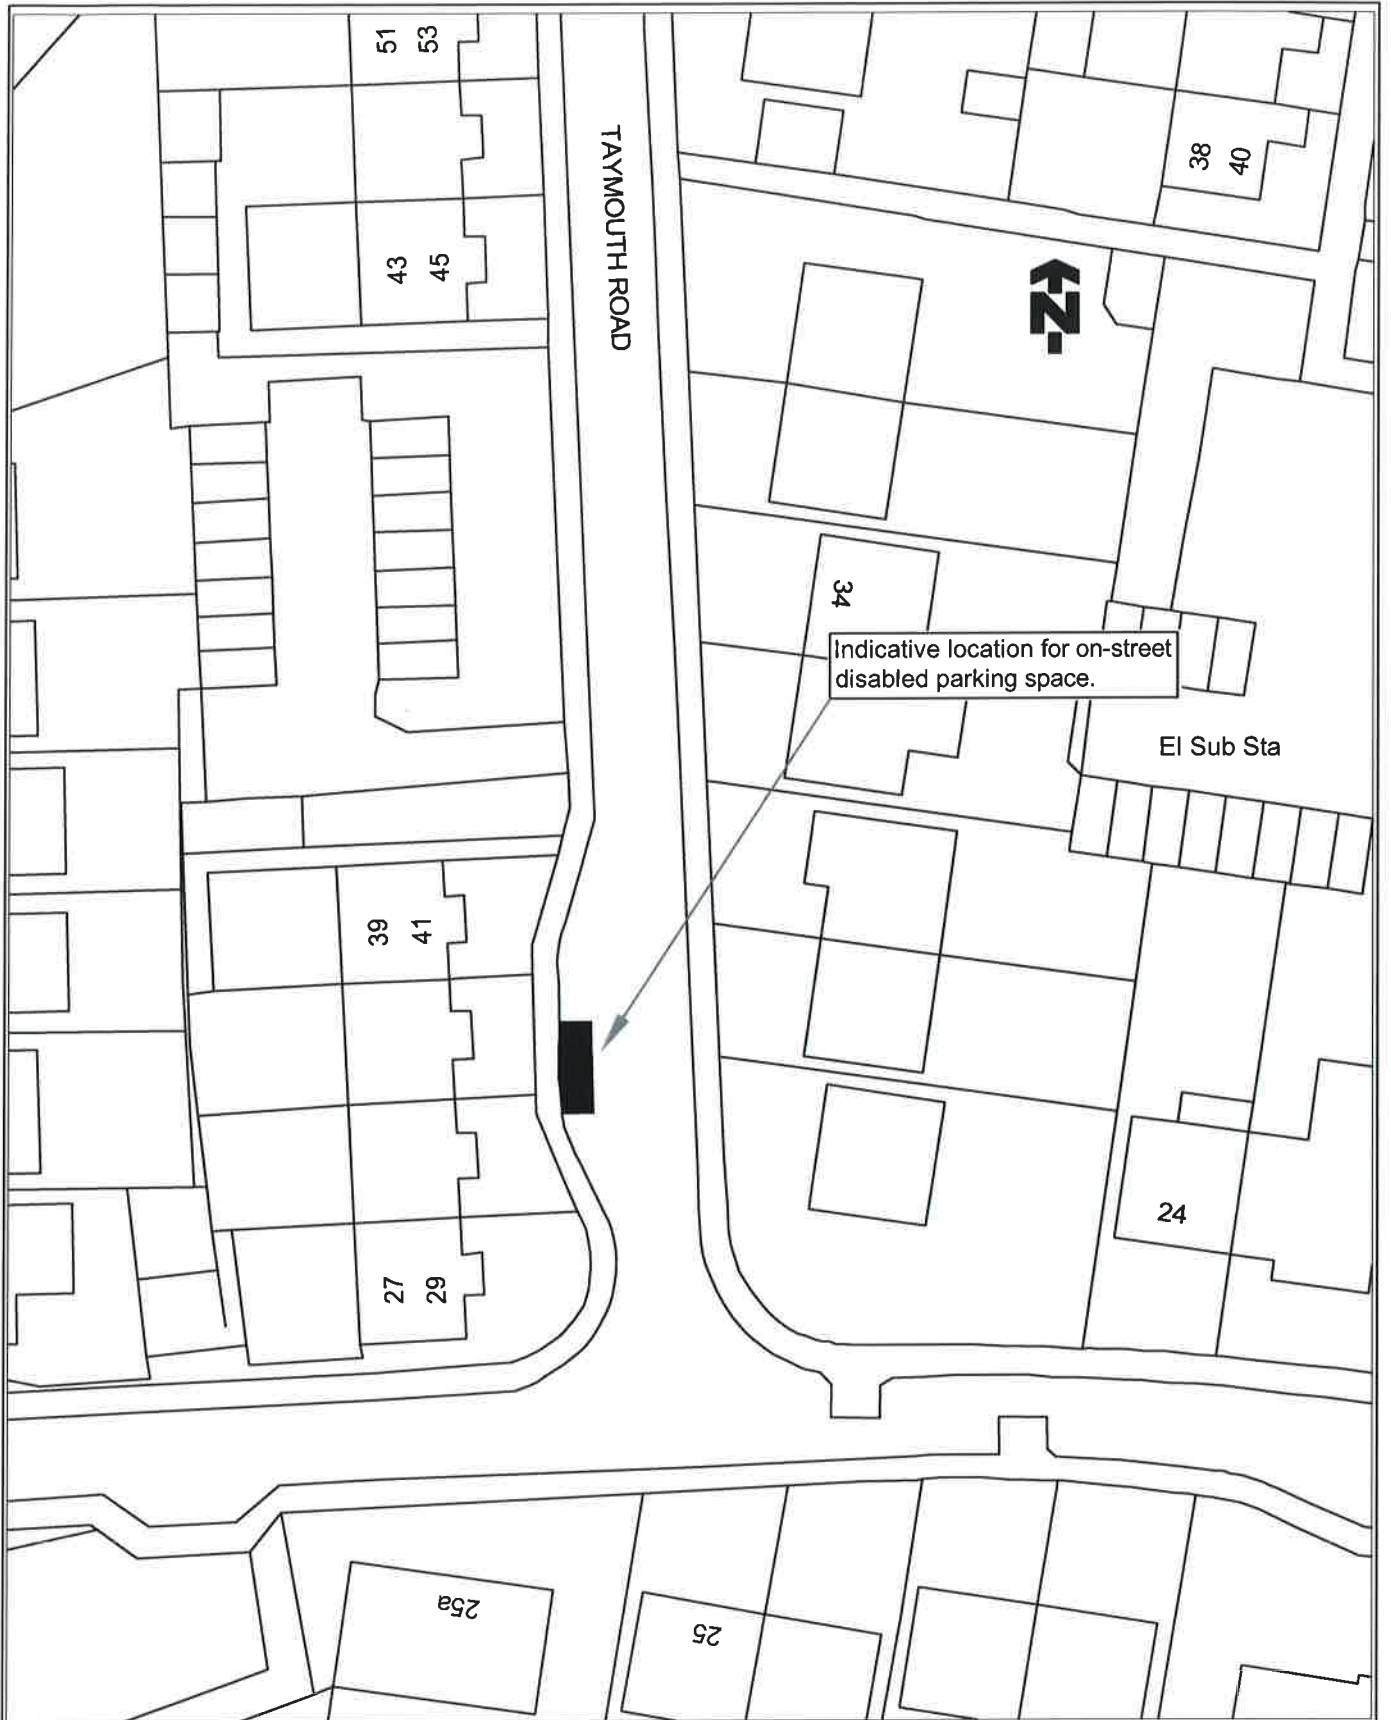 51
53
TAYMOUTH ROAD
38
40
43
45
N
34
Indicative location for on-street
disabled parking space.
El Sub Sta
39
41
24
27
29
25a
25